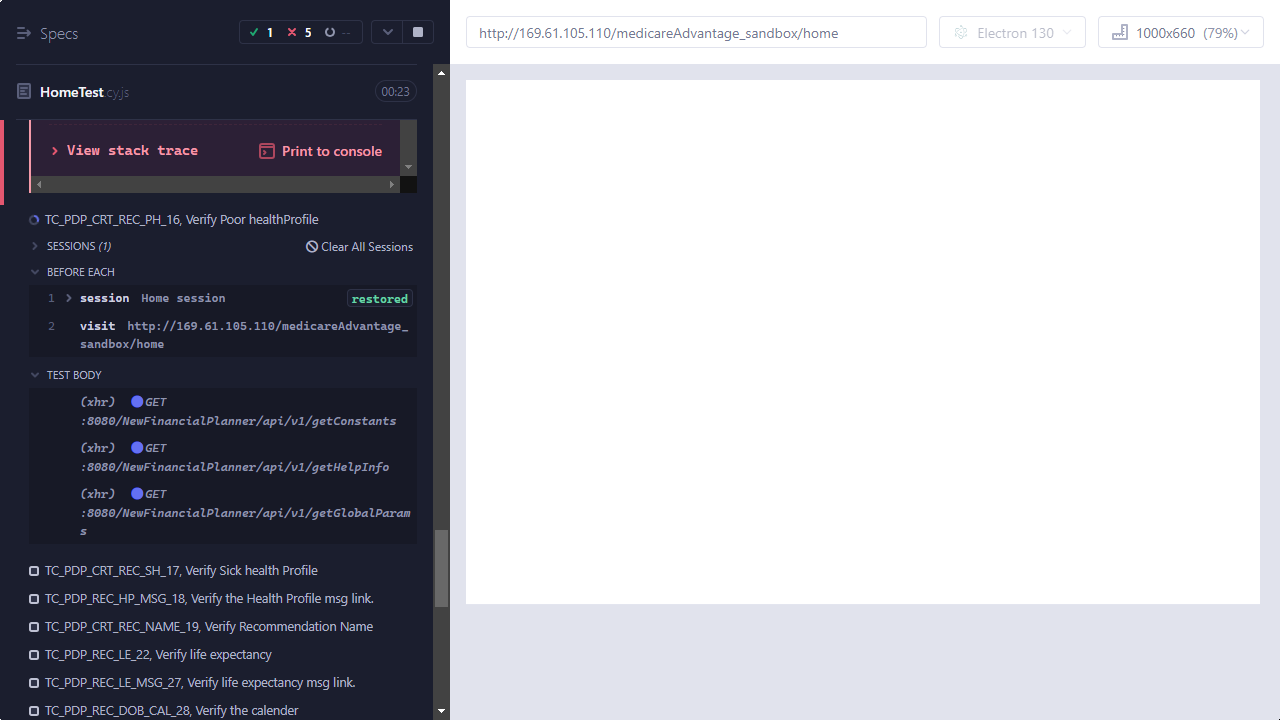 Specs
1
5
--
http://169.61.105.110/medicareAdvantage_sandbox/home
Electron 130
1000x660 (79%)
HomeTest.cy.js
00:23
View stack trace
Print to console
TC_PDP_CRT_REC_PH_16, Verify Poor healthProfile
SESSIONS (1)
Clear All Sessions
BEFORE EACH
1 session Home session restored
2 visit http://169.61.105.110/medicareAdvantage_
sandbox/home
TEST BODY
(xhr) GET
:8080/NewFinancialPlanner/api/v1/getConstants
(xhr) GET
:8080/NewFinancialPlanner/api/v1/getHelpInfo
(xhr) GET
:8080/NewFinancialPlanner/api/v1/getGlobalParam
s
TC_PDP_CRT_REC_SH_17, Verify Sick health Profile
TC_PDP_REC_HP_MSG_18, Verify the Health Profile msg link.
TC_PDP_CRT_REC_NAME_19, Verify Recommendation Name
TC_PDP_REC_LE_22, Verify life expectancy
TC_PDP_REC_LE_MSG_27, Verify life expectancy msg link.
TC_PDP_REC_DOB_CAL_28, Verify the calender